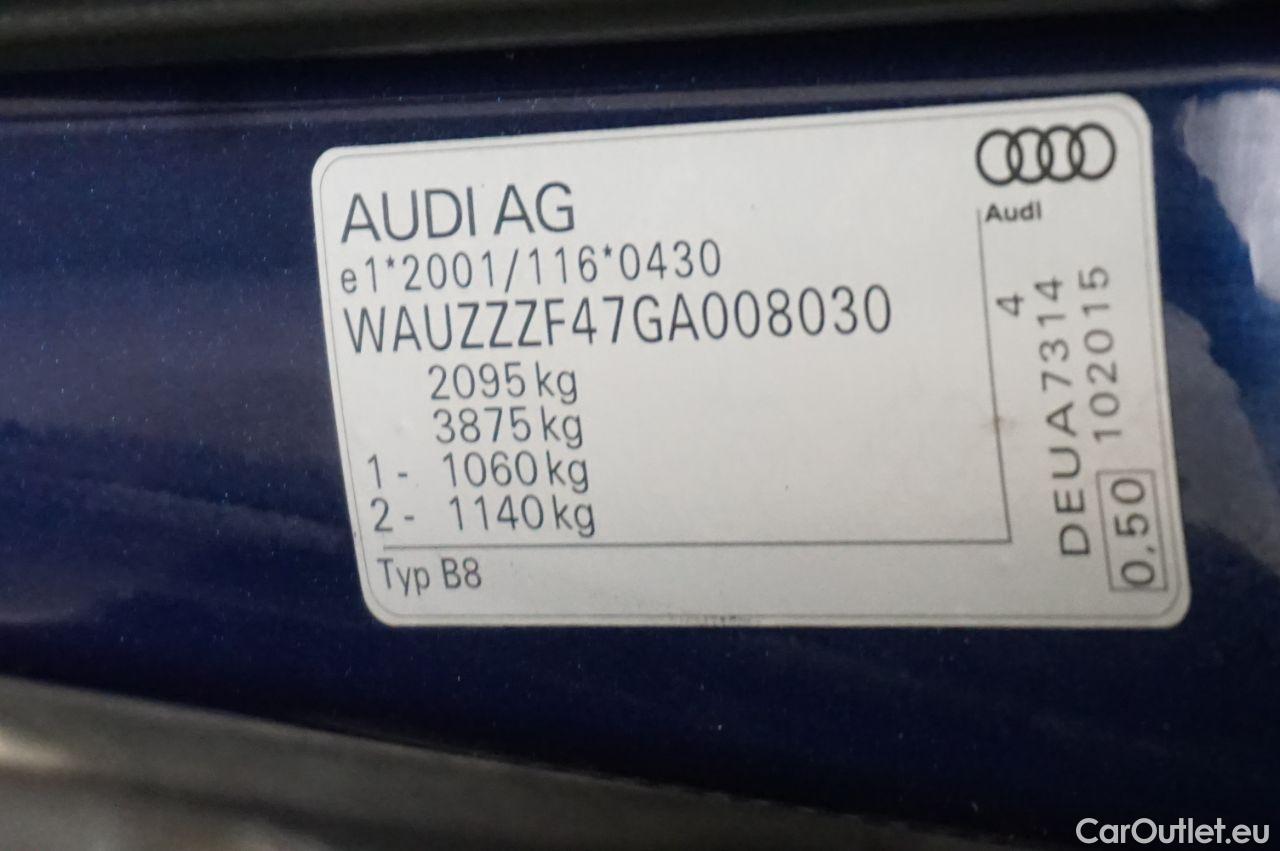 AUDI AG
e1*2001/116*0430
WAUZZZF47GA008030
2095 kg
3875 kg
1 - 1060 kg
2 - 1140 kg
Typ B8
Audi
4
DEUA7314
102015
0.50
CarOutlet.eu